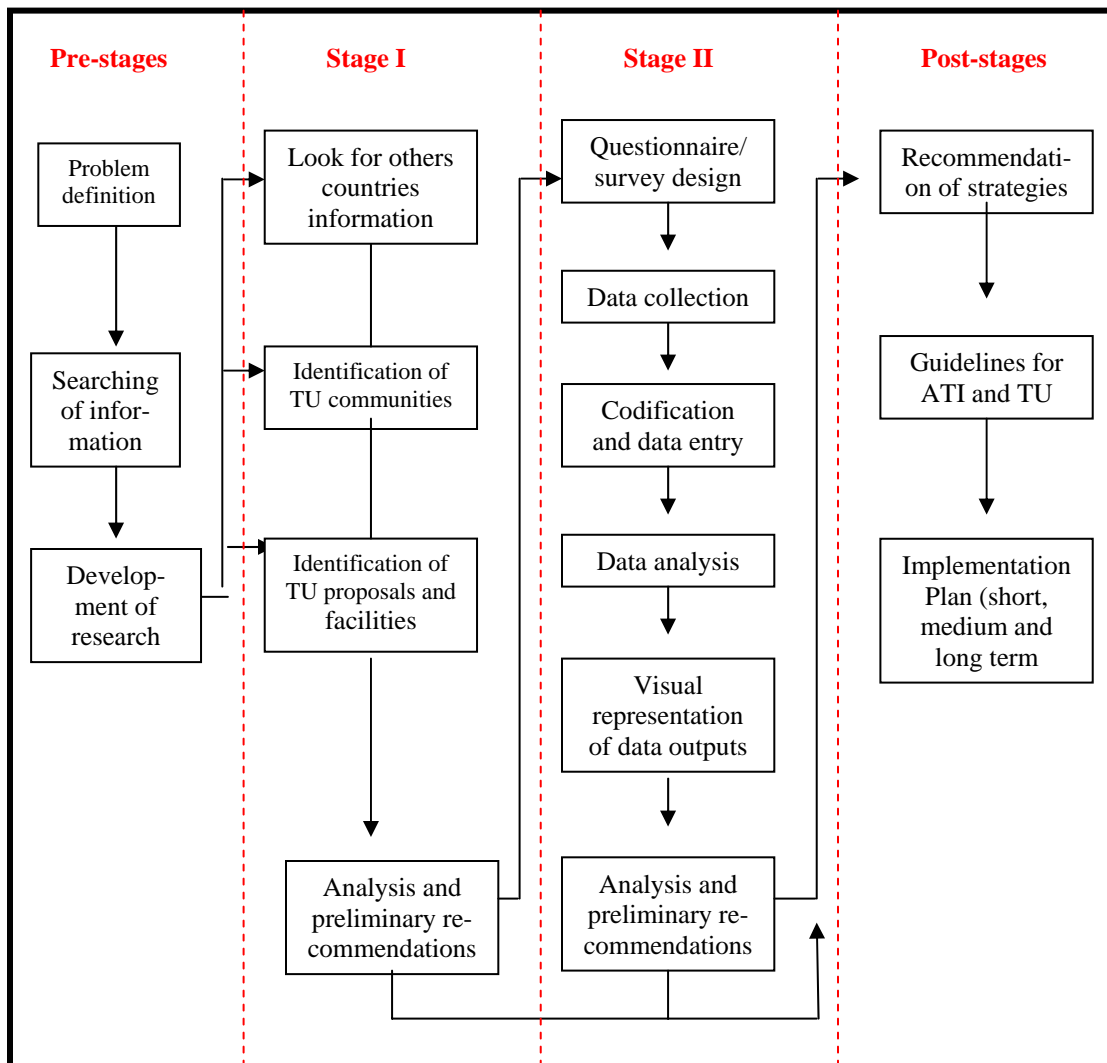 Pre-stages
Stage I
Stage II
Post-stages
Problem
definition
Searching
of infor-
mation
Develop-
ment of
research
Look for others
countries
information
Identification of
TU communities
Identification of
TU proposals and
facilities
Analysis and
preliminary re-
commendations
Questionnaire/
survey design
Data collection
Codification
and data entry
Data analysis
Visual
representation
of data outputs
Analysis and
preliminary re-
commendations
Recommendati-
on of strategies
Guidelines for
ATI and TU
Implementation
Plan (short,
medium and
long term